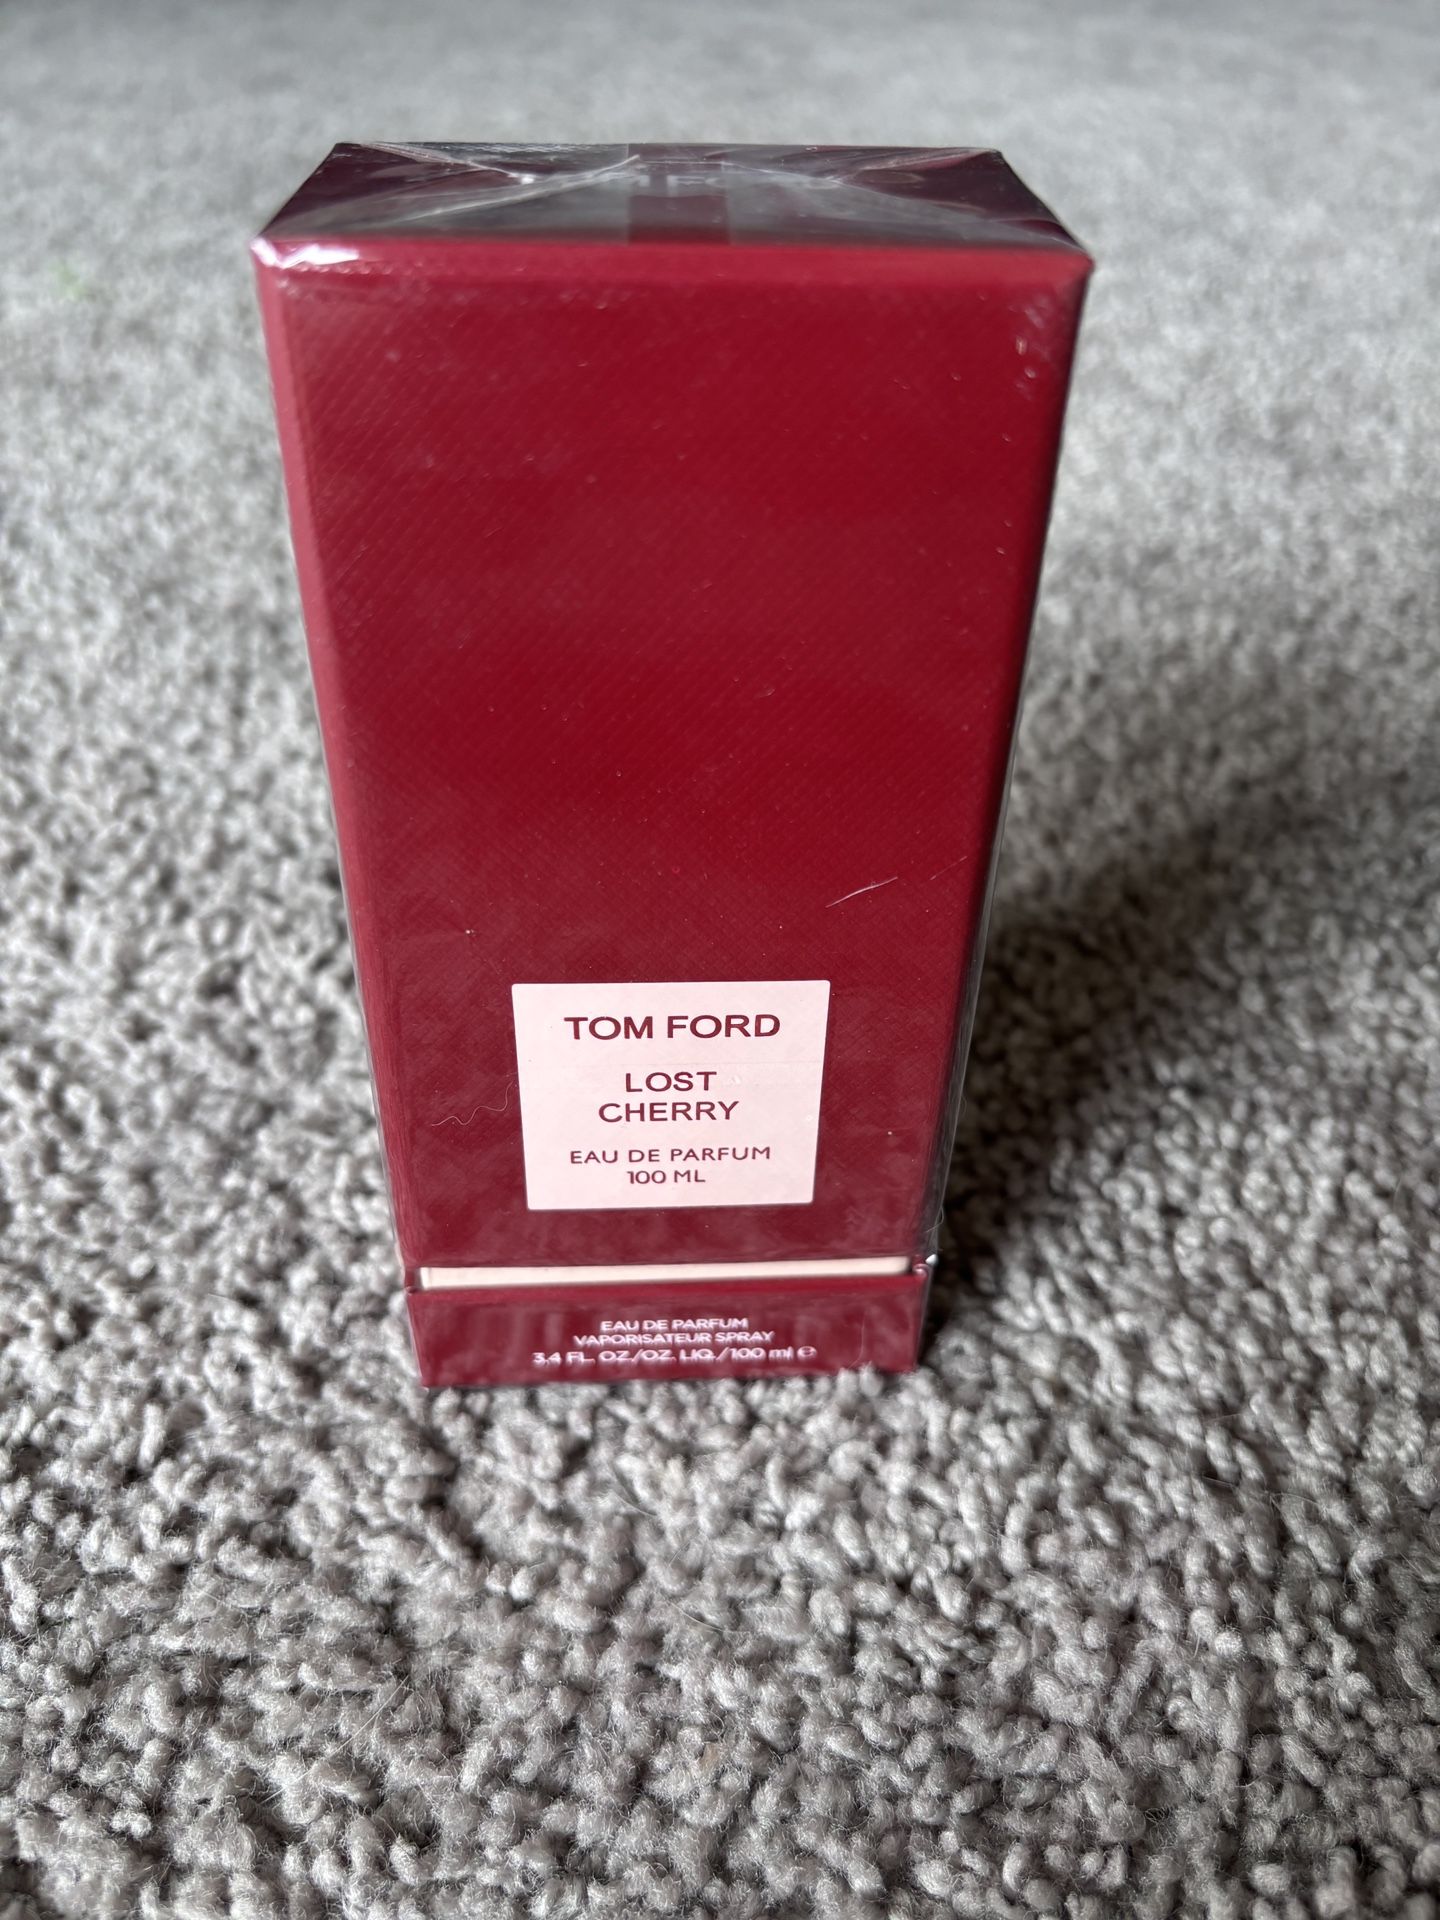 TOM FORD
LOST
CHERRY
EAU DE PARFUM
100 ML
EAU DE PARFUM
VAPORISATEUR SPRAY
3.4 FL. OZ./OZ. LIQ./100 ml ℮